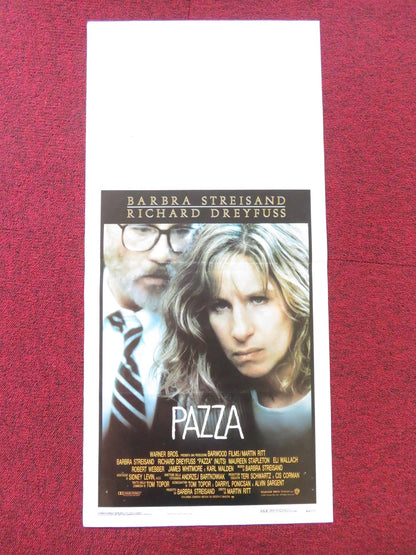 BARBRA STREISAND
RICHARD DREYFUSS
PAZZA
WARNER BROS. BARWOOD FILMS/MARTIN RITT
BARBRA STREISAND RICHARD DREYFUSS "PAZZA" (NUTS) MAUREEN STAPLETON ELI WALLACH
ROBERT WEBBER JAMES WHITMORE KARL MALDEN BARBRA STREISAND
SIDNEY LEVIN ANDRZEJ BARTKOWIAK TERI SCHWARTZ CIS CORMAN
TOM TOPOR TOM TOPOR DARRYL PONICSAN ALVIN SARGENT
BARBRA STREISAND MARTIN RITT